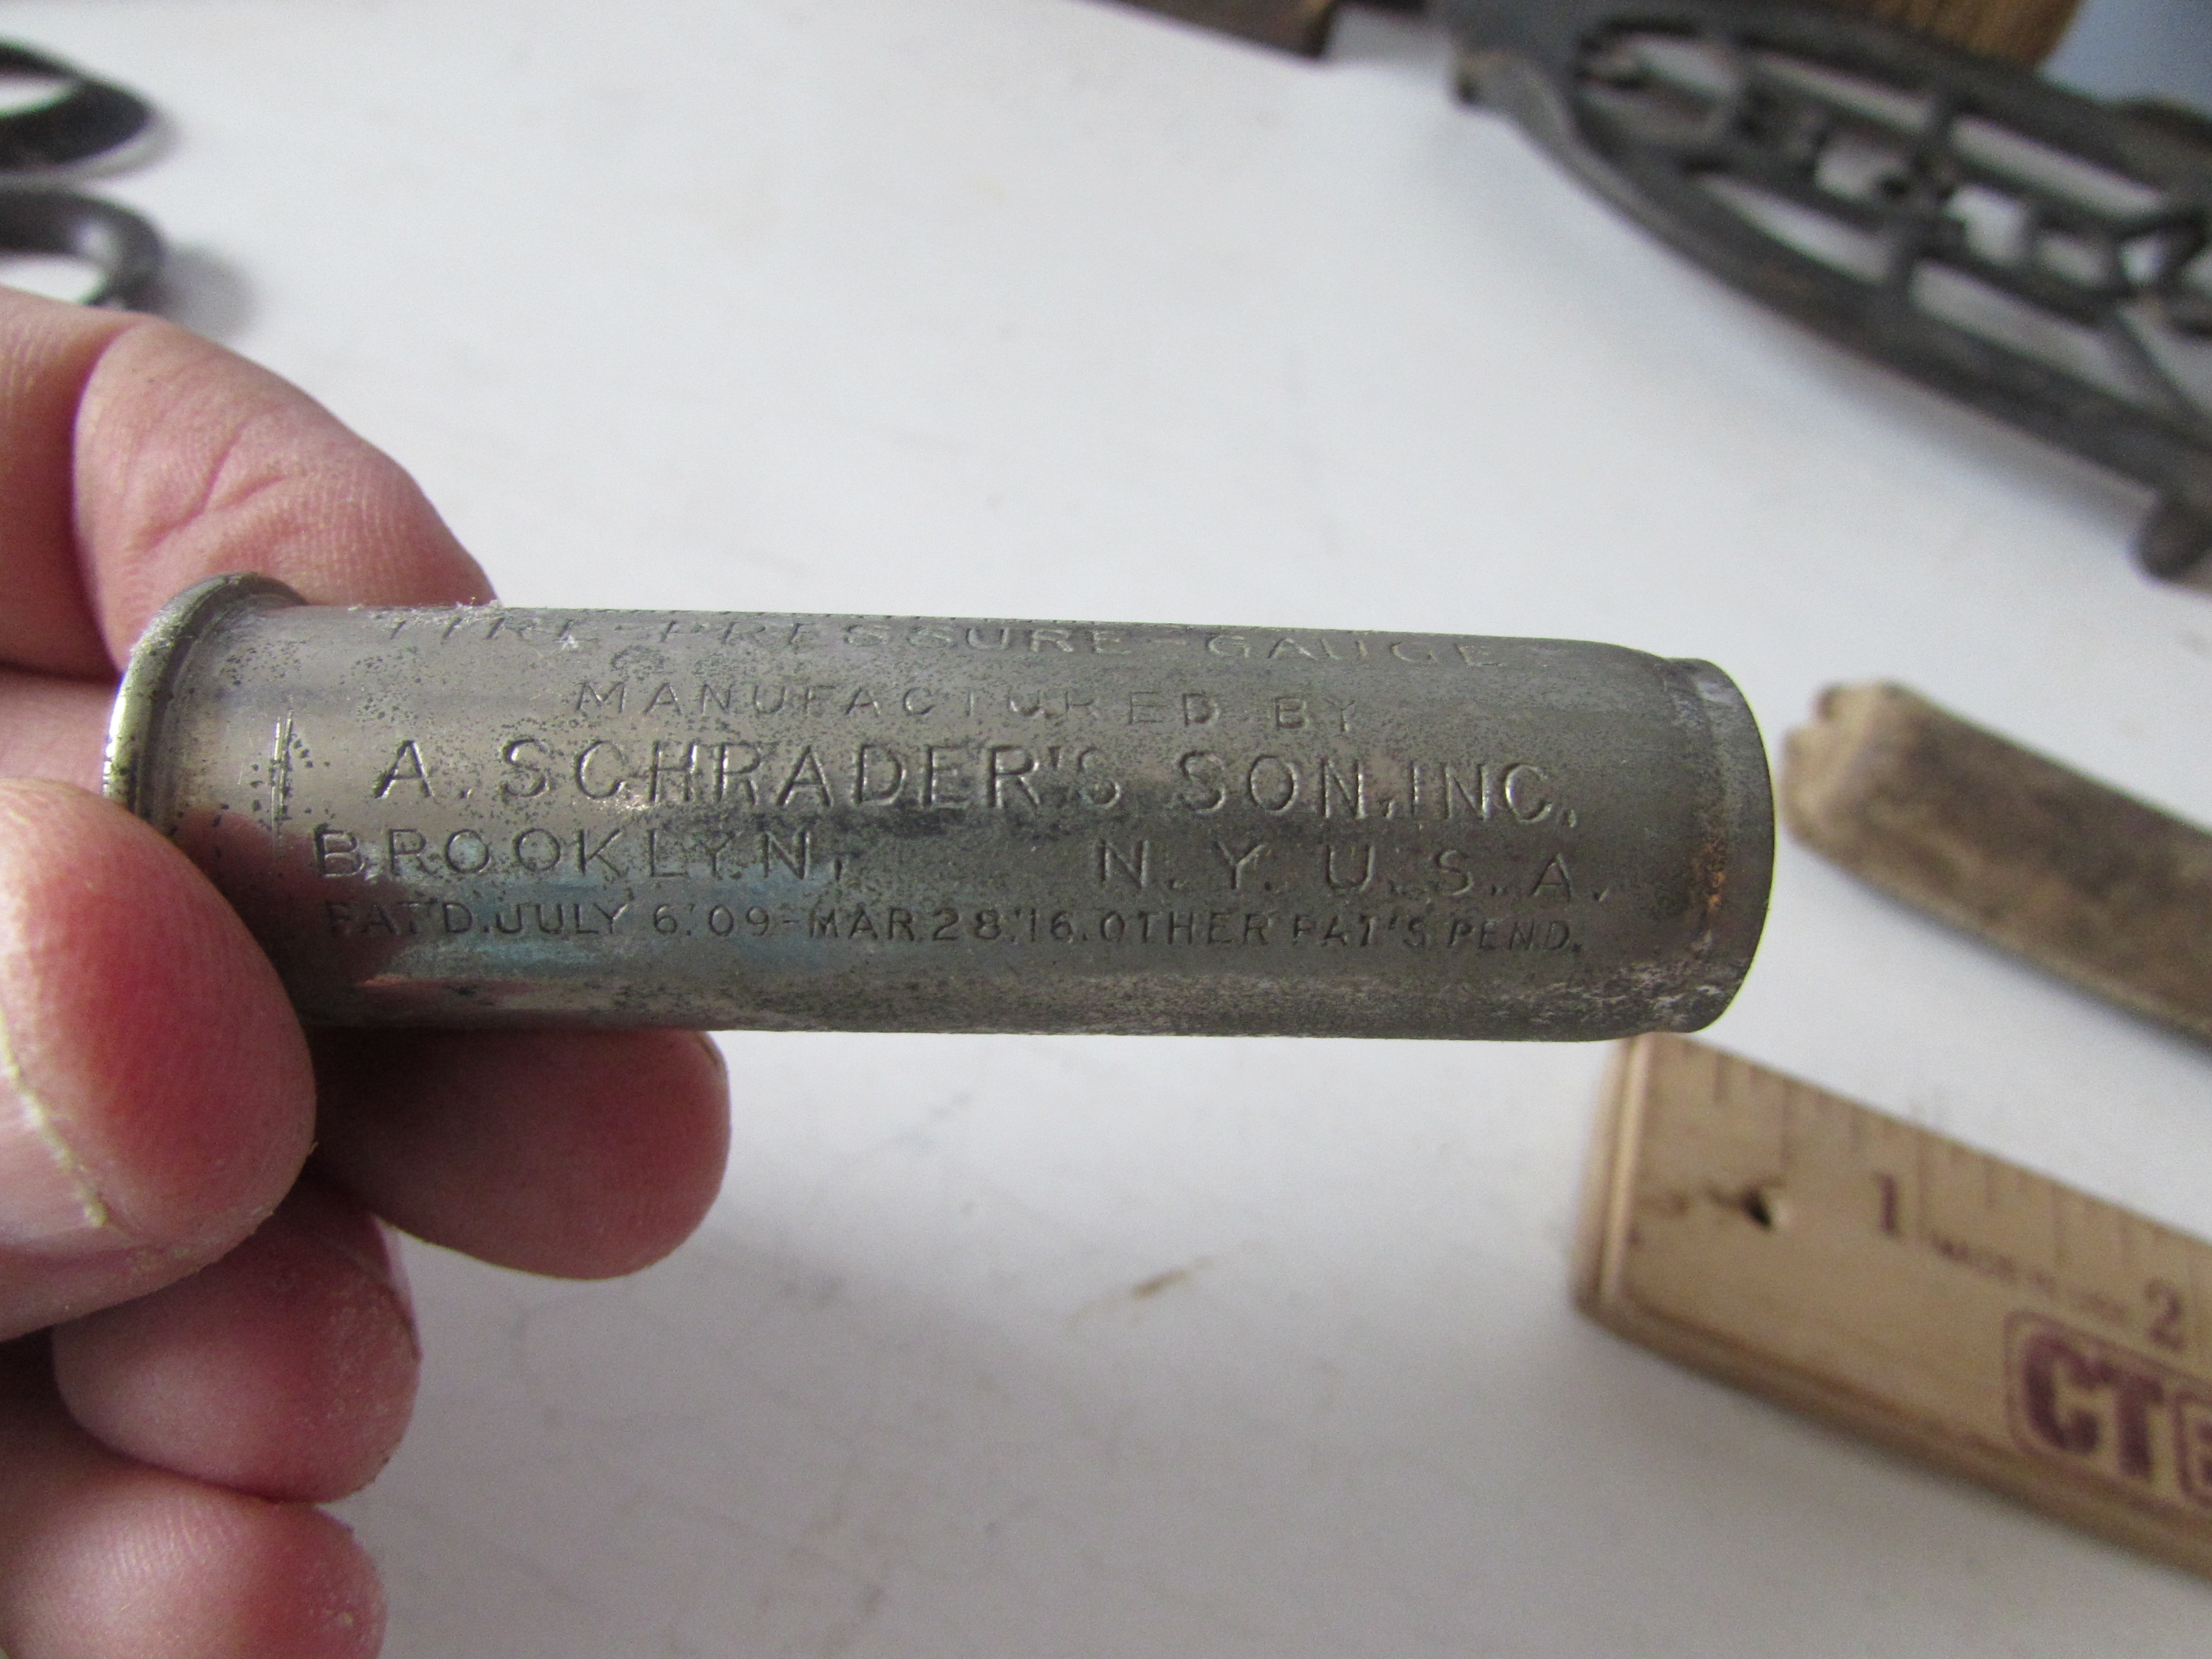 TIRE-PRESSURE-GAUGE
MANUFACTURED BY
A. SCHRADER'S SON, INC.
BROOKLYN, N.Y. U.S.A.
PAT'D. JULY 6.'09-MAR.28.'16. OTHER PAT'S. PEND.
1
2